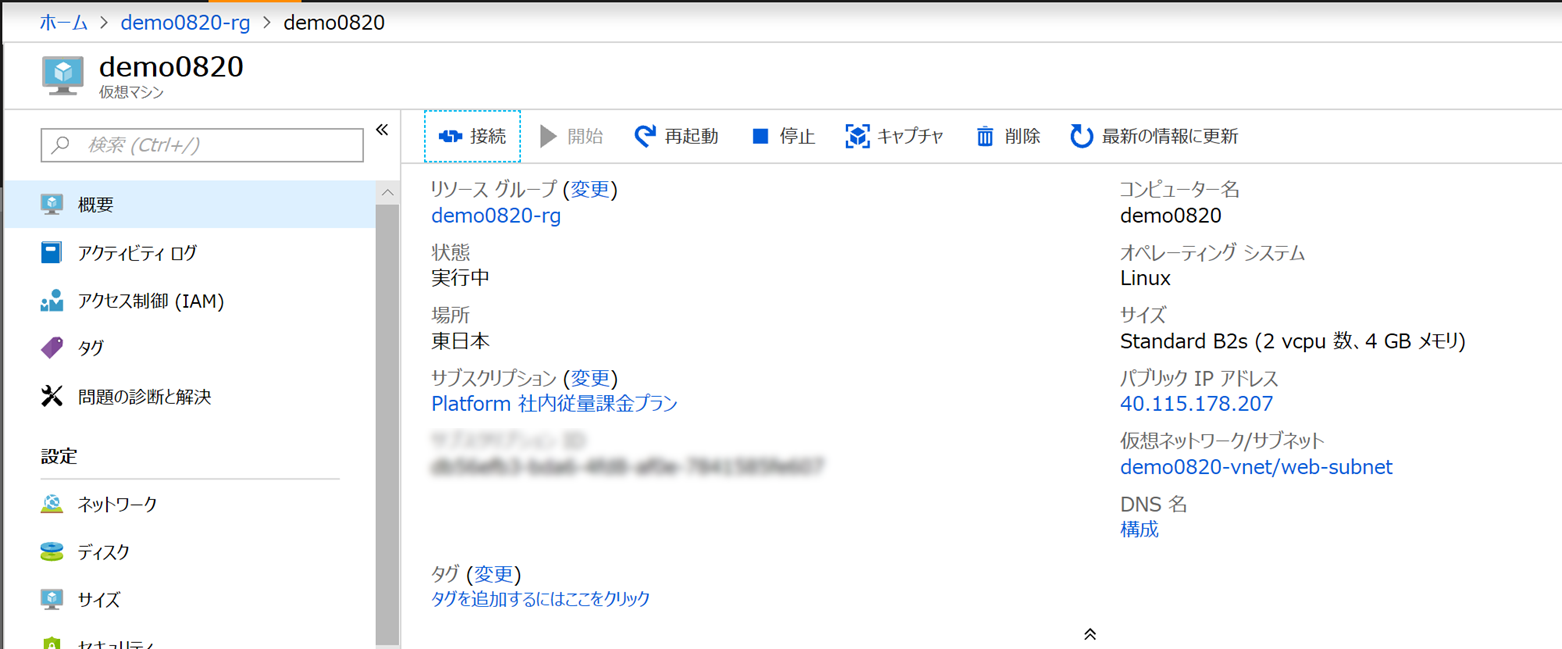 ホーム > demo0820-rg > demo0820
demo0820
仮想マシン
検索 (Ctrl+/)
概要
アクティビティ ログ
アクセス制御 (IAM)
タグ
問題の診断と解決
設定
ネットワーク
ディスク
サイズ
セキュリティ
接続 開始 再起動 停止 キャプチャ 削除 最新の情報に更新
リソース グループ (変更)
demo0820-rg
状態
実行中
場所
東日本
サブスクリプション (変更)
Platform 社内従量課金プラン
タグ (変更)
タグを追加するにはここをクリック
コンピューター名
demo0820
オペレーティング システム
Linux
サイズ
Standard B2s (2 vcpu 数、4 GB メモリ)
パブリック IP アドレス
40.115.178.207
仮想ネットワーク/サブネット
demo0820-vnet/web-subnet
DNS 名
構成